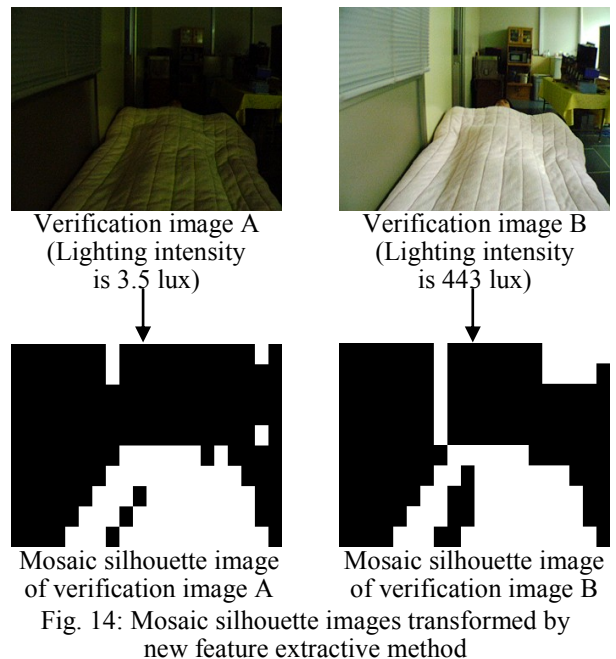 Verification image A
(Lighting intensity
is 3.5 lux)
Verification image B
(Lighting intensity
is 443 lux)
Mosaic silhouette image
of verification image A
Mosaic silhouette image
of verification image B
Fig. 14: Mosaic silhouette images transformed by
new feature extractive method